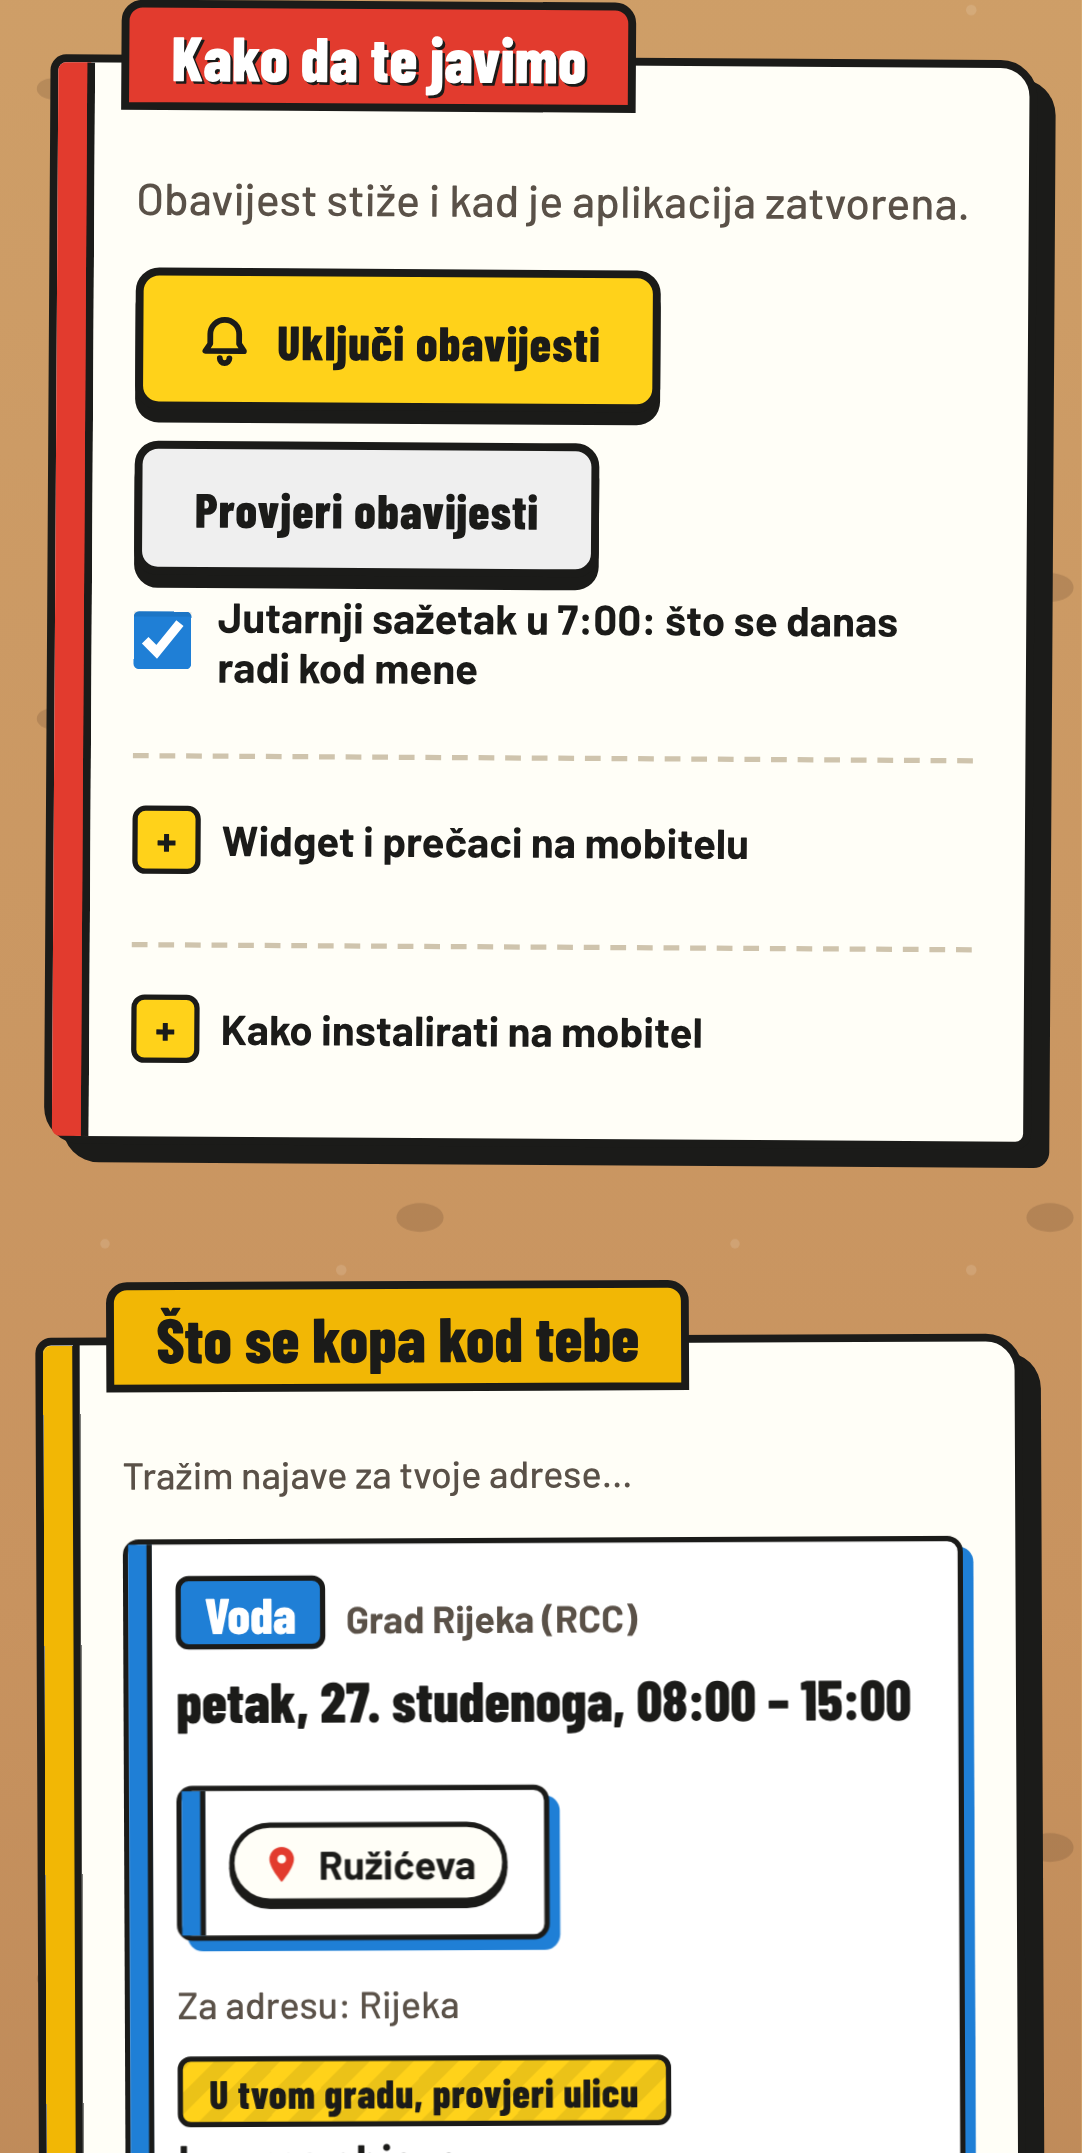 Kako da te javimo
Obavijest stiže i kad je aplikacija zatvorena.
Uključi obavijesti
Provjeri obavijesti
Jutarnji sažetak u 7:00: što se danas
radi kod mene
+ Widget i prečaci na mobitelu
+ Kako instalirati na mobitel
Što se kopa kod tebe
Tražim najave za tvoje adrese...
Voda Grad Rijeka (RCC)
petak, 27. studenoga, 08:00 – 15:00
Ružićeva
Za adresu: Rijeka
U tvom gradu, provjeri ulicu